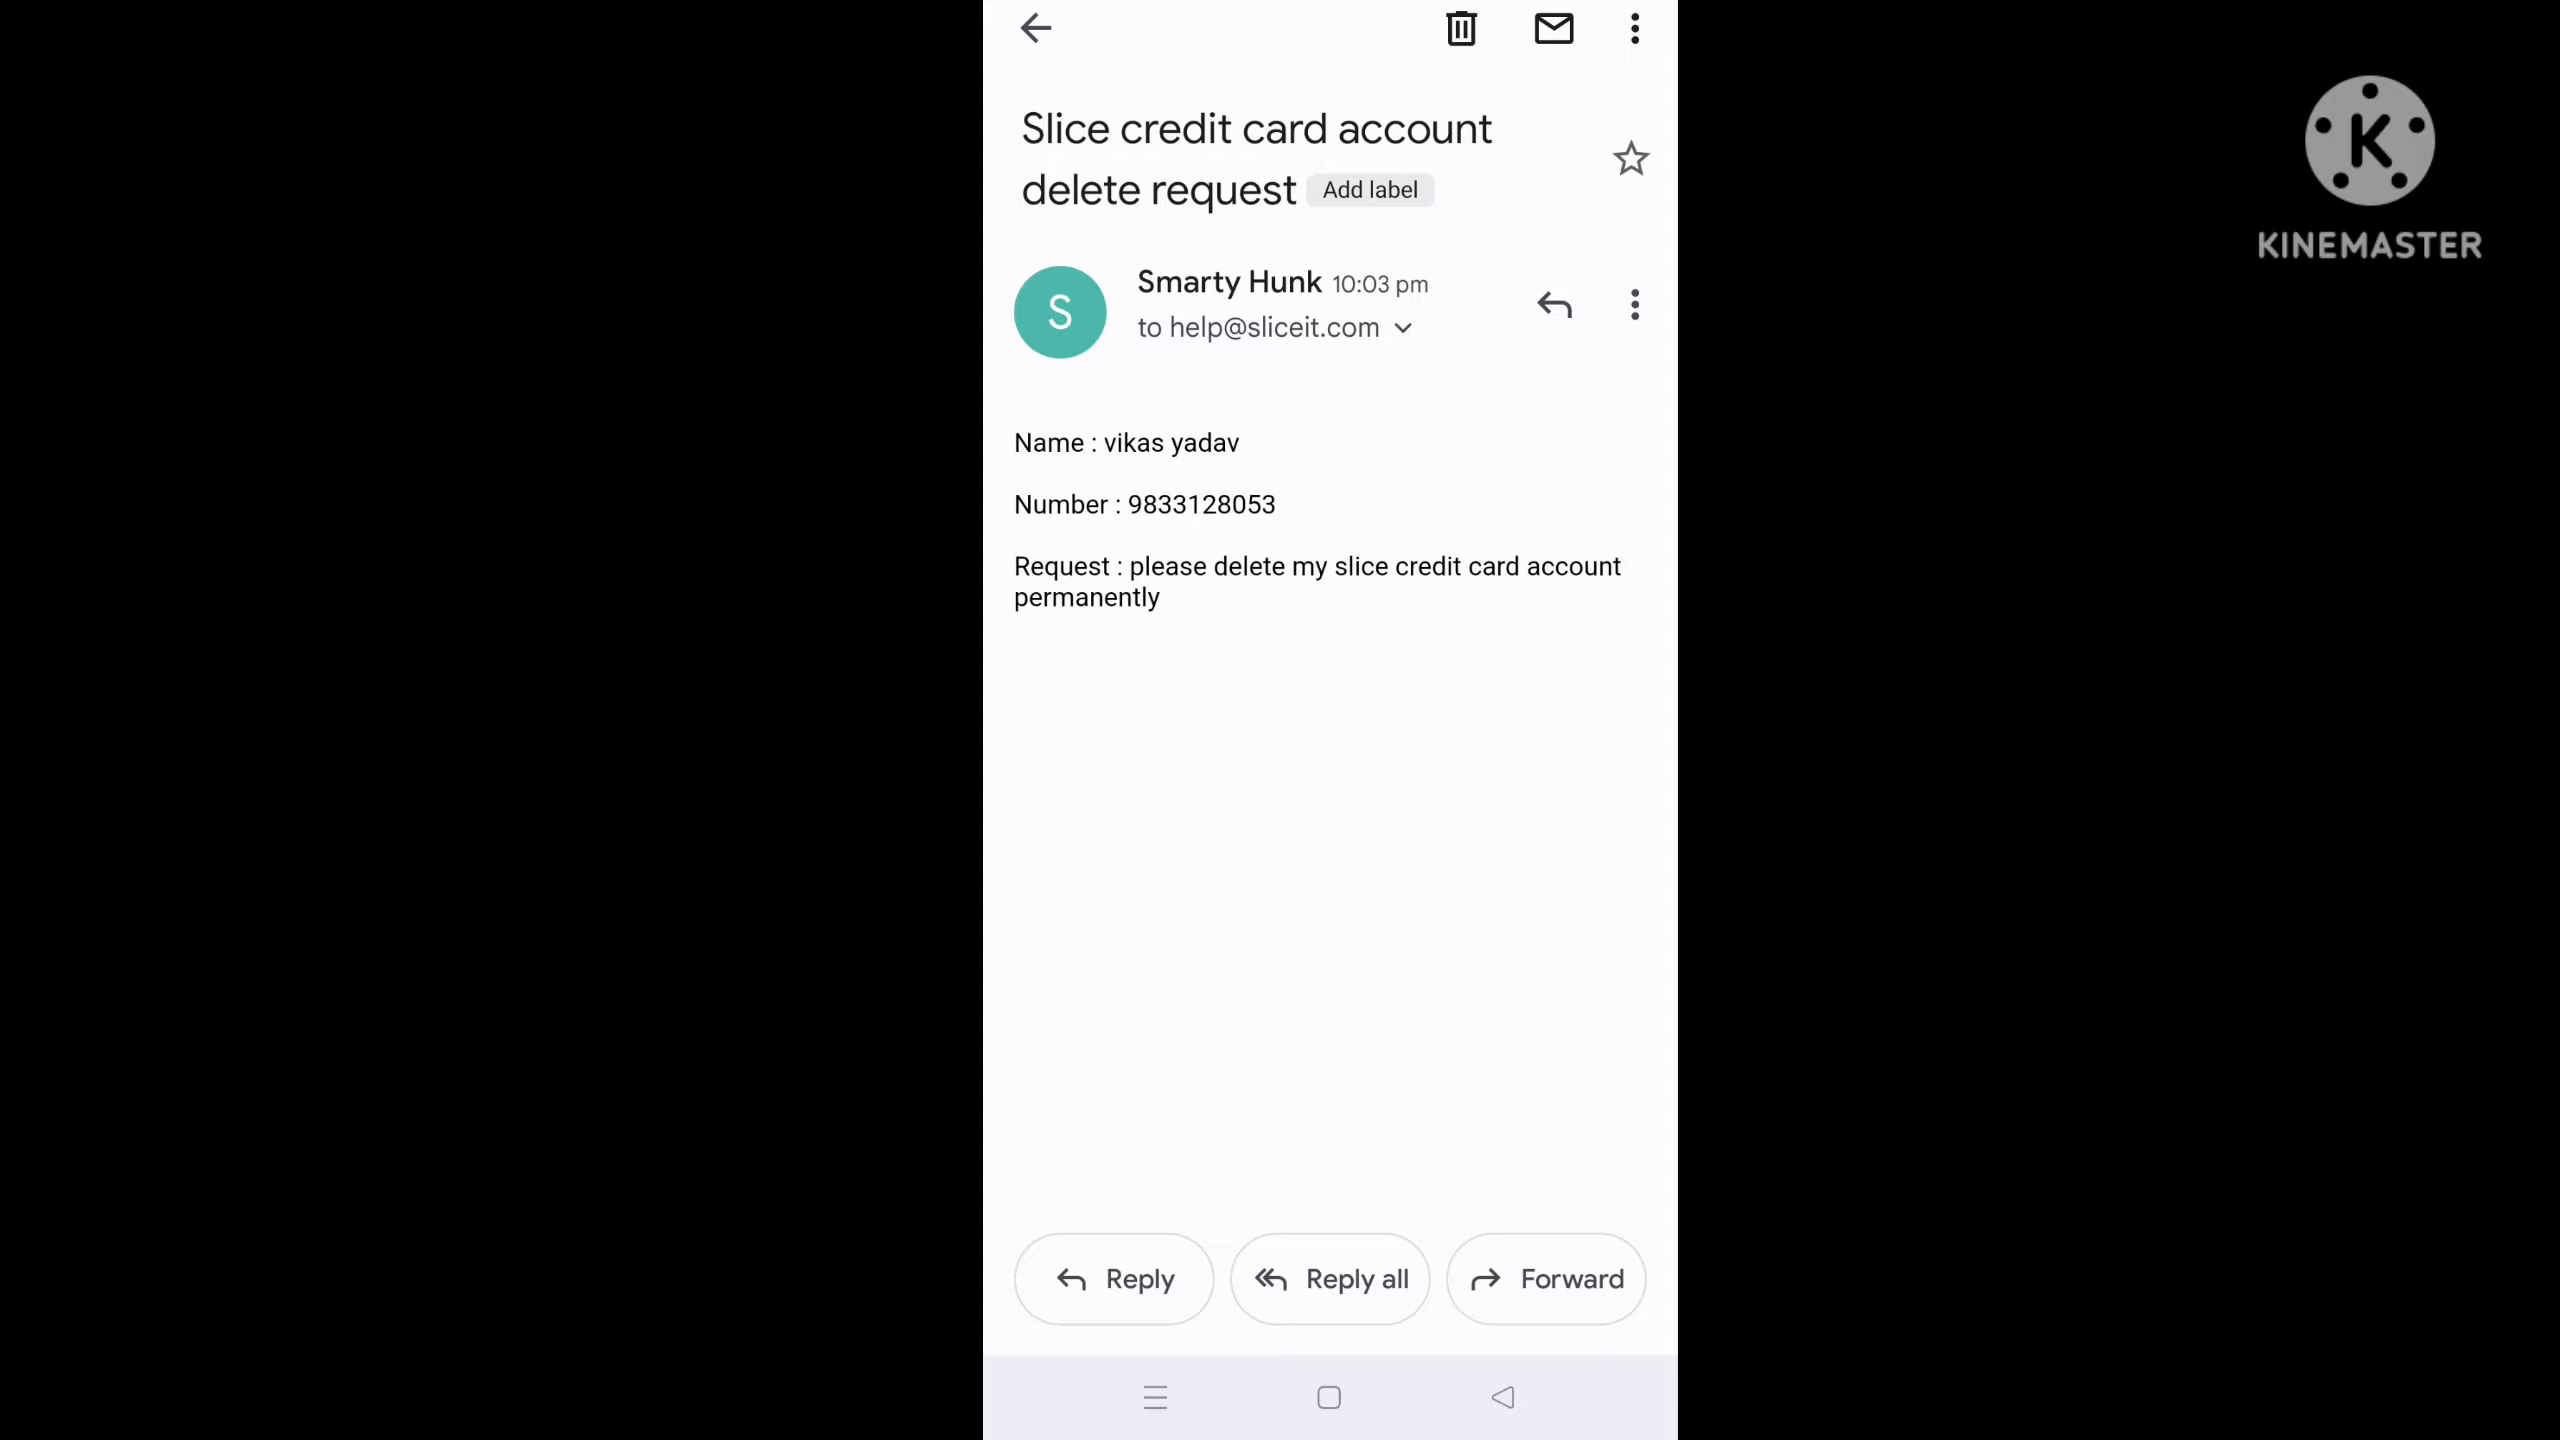 Slice credit card account
delete request Add label
S
Smarty Hunk 10:03 pm
to help@sliceit.com
Name : vikas yadav
Number : 9833128053
Request : please delete my slice credit card account
permanently
Reply
Reply all
Forward
K
KINEMASTER